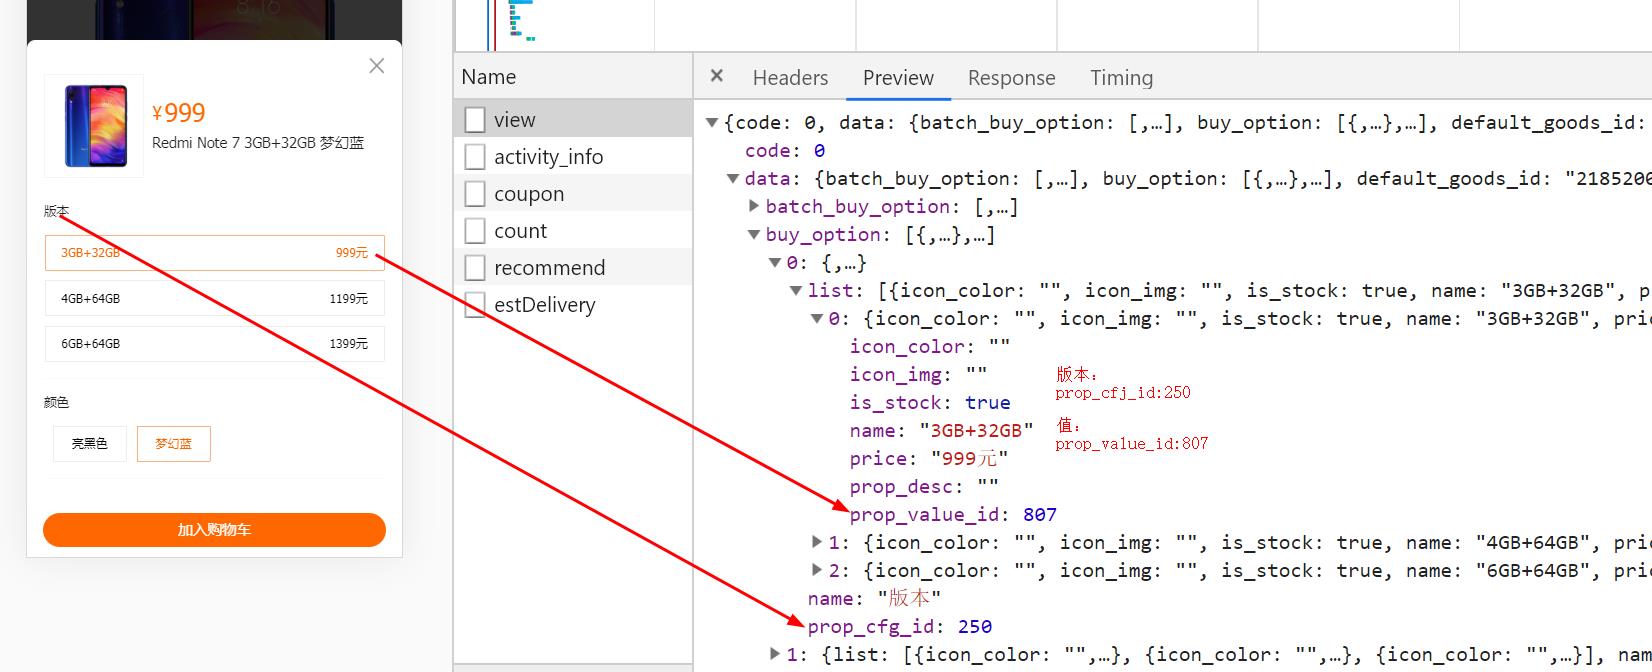 8:16
¥999
Redmi Note 7 3GB+32GB 梦幻蓝
版本
3GB+32GB 999元
4GB+64GB 1199元
6GB+64GB 1399元
颜色
亮黑色 梦幻蓝
加入购物车
Name
view
activity_info
coupon
count
recommend
estDelivery
× Headers Preview Response Timing
▼{code: 0, data: {batch_buy_option: [,…], buy_option: [{,…},…], default_goods_id:
code: 0
▼data: {batch_buy_option: [,…], buy_option: [{,…},…], default_goods_id: "2185200
▶batch_buy_option: [,…]
▼buy_option: [{,…},…]
▼0: {,…}
▼list: [{icon_color: "", icon_img: "", is_stock: true, name: "3GB+32GB", p
▼0: {icon_color: "", icon_img: "", is_stock: true, name: "3GB+32GB", pric
icon_color: ""
icon_img: ""
is_stock: true
name: "3GB+32GB"
price: "999元"
prop_desc: ""
prop_value_id: 807
▶1: {icon_color: "", icon_img: "", is_stock: true, name: "4GB+64GB", pric
▶2: {icon_color: "", icon_img: "", is_stock: true, name: "6GB+64GB", pric
name: "版本"
prop_cfg_id: 250
▶1: {list: [{icon_color: "",…}, {icon_color: "",…}, {icon_color: "",…}], nam
版本:
prop_cfj_id:250
值:
prop_value_id:807